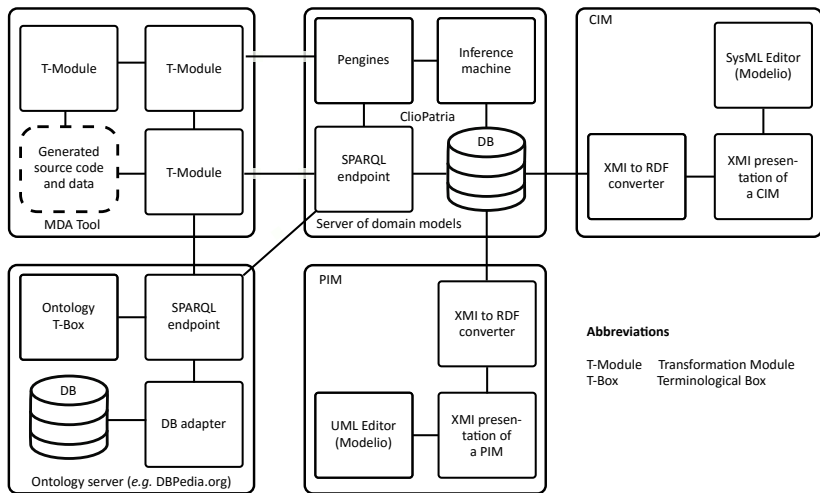 T-Module
T-Module
Generated
source code
and data
T-Module
MDA Tool
Pengines
Inference
machine
ClioPatria
SPARQL
endpoint
DB
Server of domain models
CIM
SysML Editor
(Modelio)
XMI to RDF
converter
XMI presen-
tation of
a CIM
Ontology
T-Box
SPARQL
endpoint
DB
DB adapter
Ontology server (e.g. DBPedia.org)
PIM
XMI to RDF
converter
UML Editor
(Modelio)
XMI presen-
tation of
a PIM
Abbreviations
T-Module Transformation Module
T-Box Terminological Box